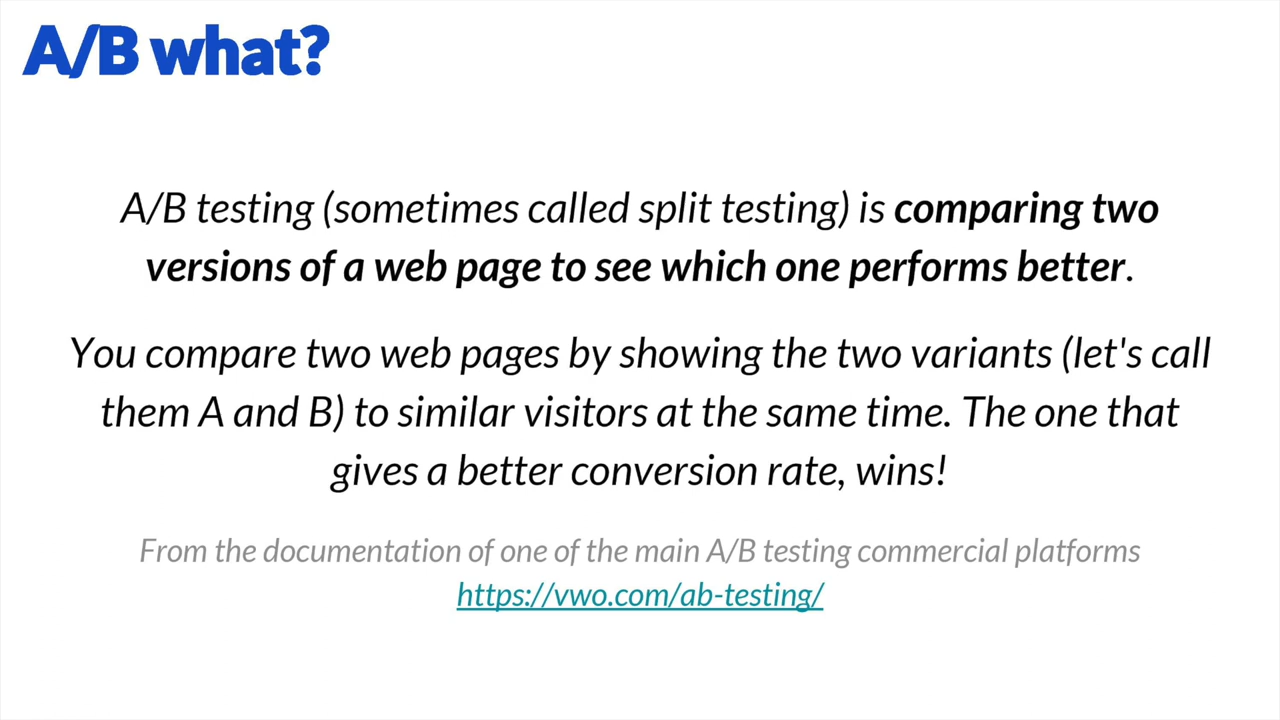 A/B what?
A/B testing (sometimes called split testing) is comparing two
versions of a web page to see which one performs better.
You compare two web pages by showing the two variants (let's call
them A and B) to similar visitors at the same time. The one that
gives a better conversion rate, wins!
From the documentation of one of the main A/B testing commercial platforms
https://vwo.com/ab-testing/